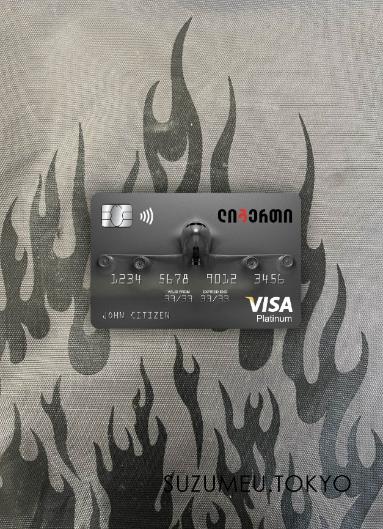 ლიბერთი
1234 5678 9012 3456
VALID FROM EXPIRES END
33/33 33/33
VISA
Platinum
JOHN CITIZEN
SUZUMEU.TOKYO